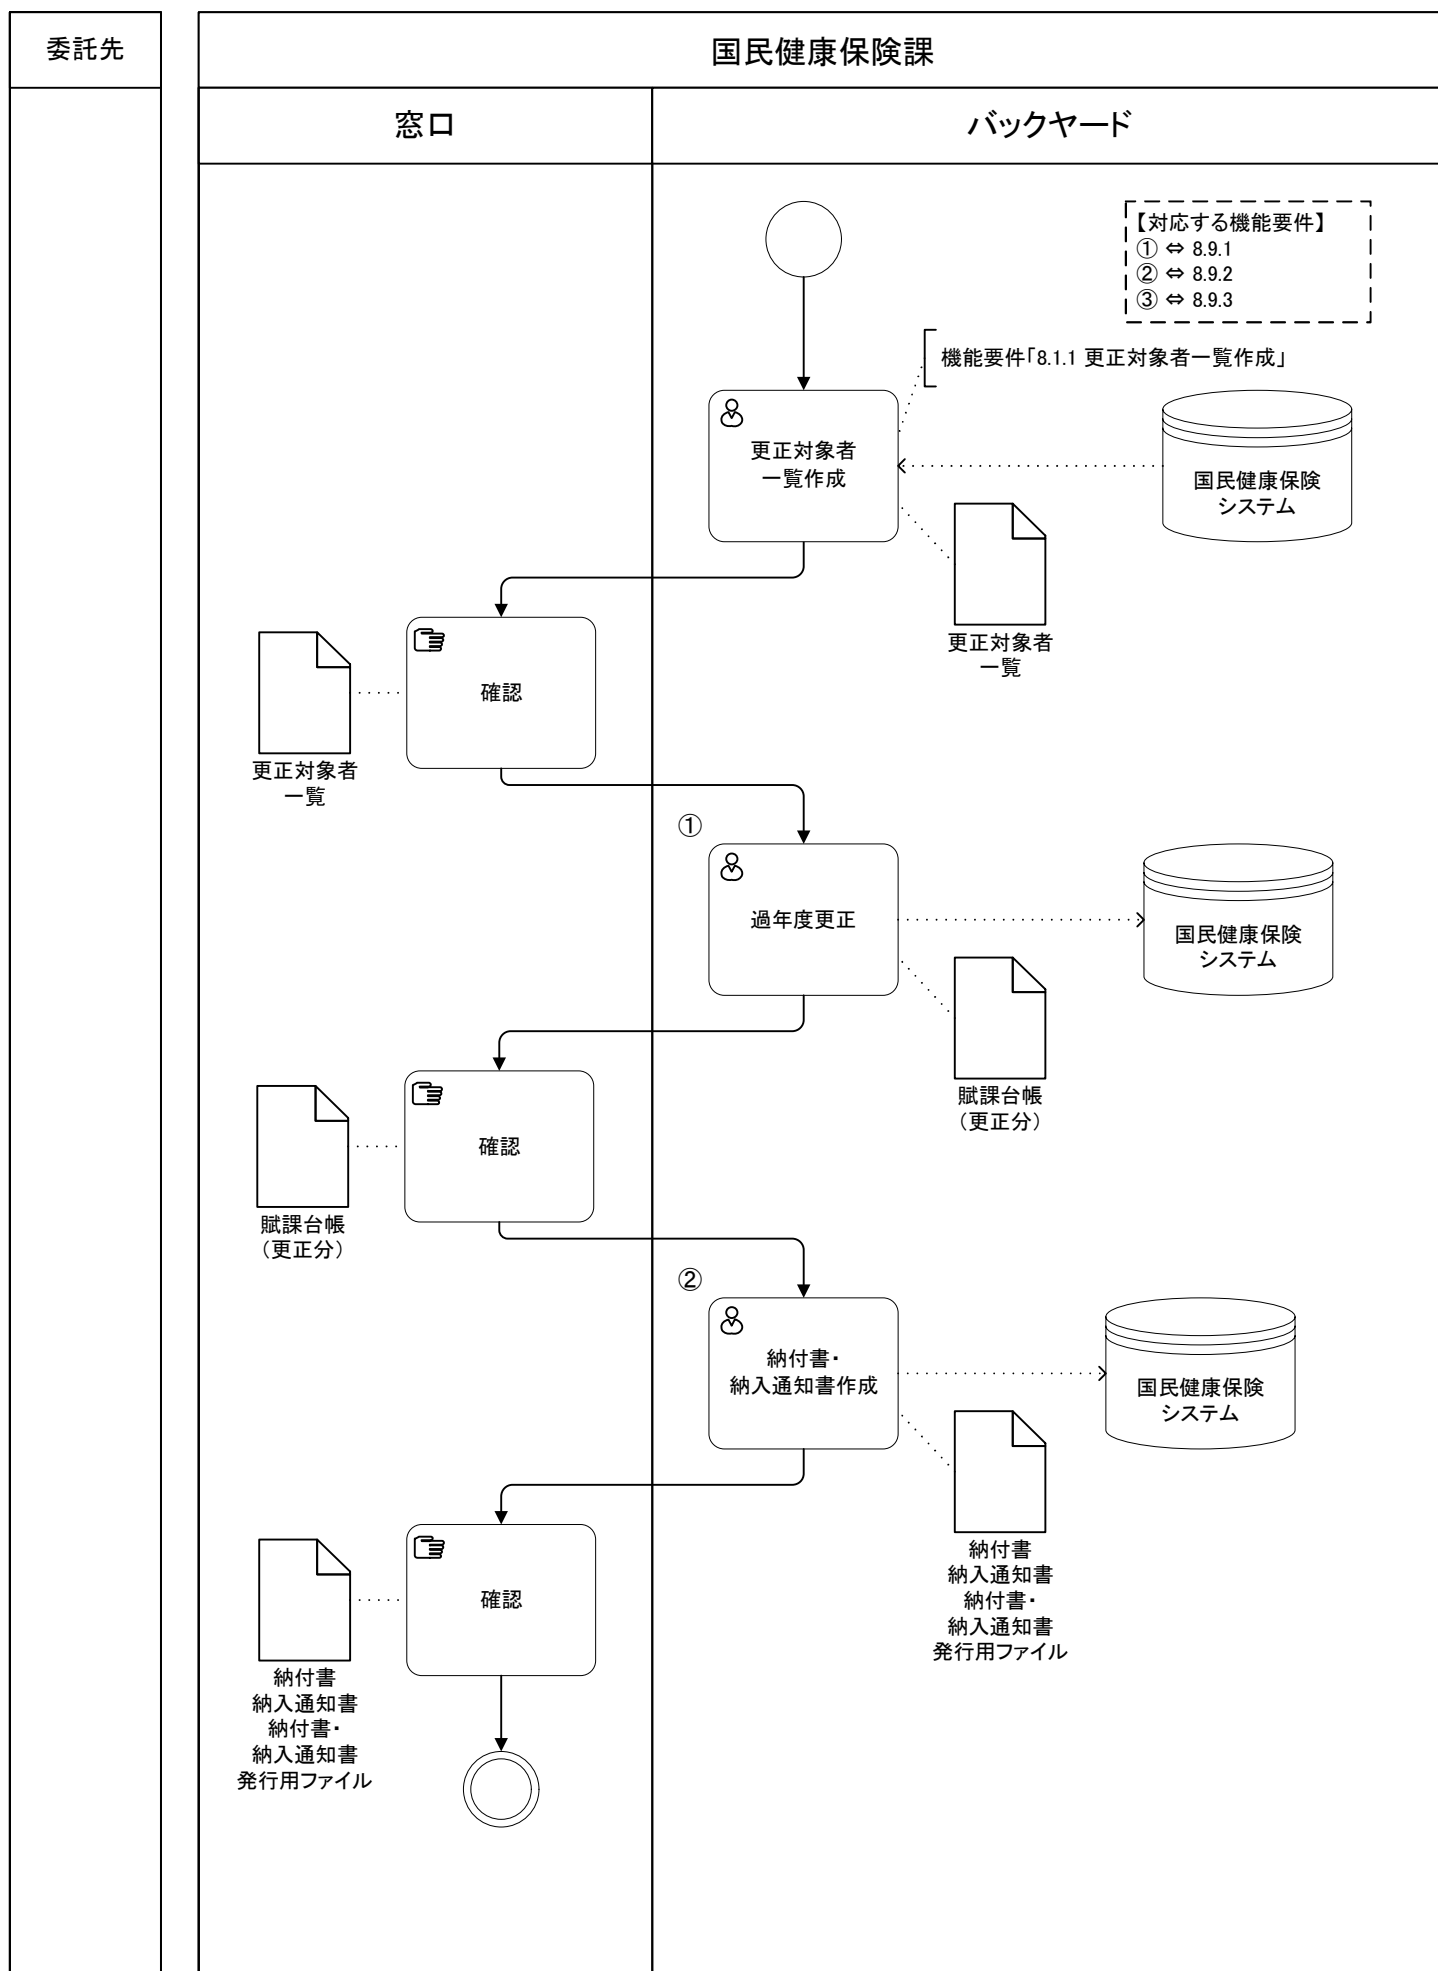 委託先
国民健康保険課
窓口
バックヤード
【対応する機能要件】
① ⇔ 8.9.1
② ⇔ 8.9.2
③ ⇔ 8.9.3
機能要件「8.1.1 更正対象者一覧作成」
更正対象者
一覧作成
国民健康保険
システム
更正対象者
一覧
確認
更正対象者
一覧
①
過年度更正
国民健康保険
システム
賦課台帳
（更正分）
確認
賦課台帳
（更正分）
②
納付書・
納入通知書作成
国民健康保険
システム
納付書
納入通知書
納付書・
納入通知書
発行用ファイル
確認
納付書
納入通知書
納付書・
納入通知書
発行用ファイル